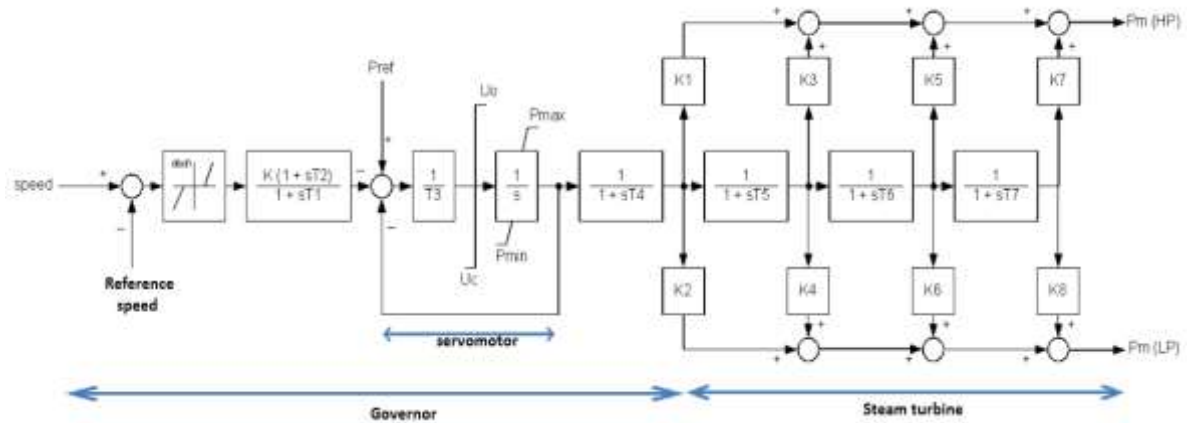 Pm (HP)
K1
K3
K5
K7
Pref
Uo
Pmax
dbdh
speed
K (1 + sT2)
1 + sT1
1
T3
1
s
1
1 + sT4
1
1 + sT5
1
1 + sT6
1
1 + sT7
Pmin
Uc
Reference
speed
K2
K4
K6
K8
servomotor
Pm (LP)
Governor
Steam turbine